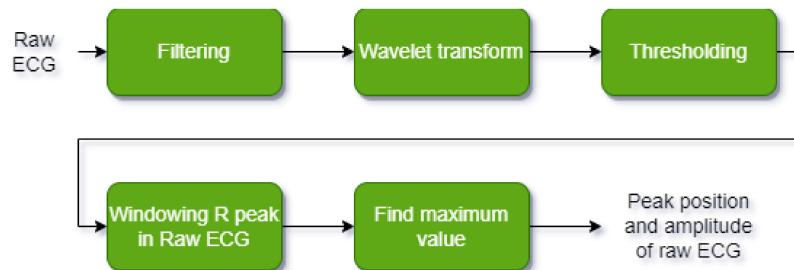 Raw
ECG
Filtering
Wavelet transform
Thresholding
Windowing R peak
in Raw ECG
Find maximum
value
Peak position
and amplitude
of raw ECG